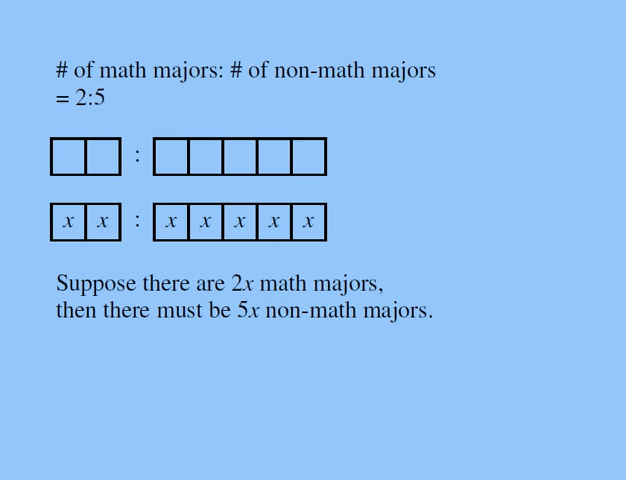 # of math majors: # of non-math majors
= 2:5
:
x x : x x x x x
Suppose there are 2x math majors,
then there must be 5x non-math majors.